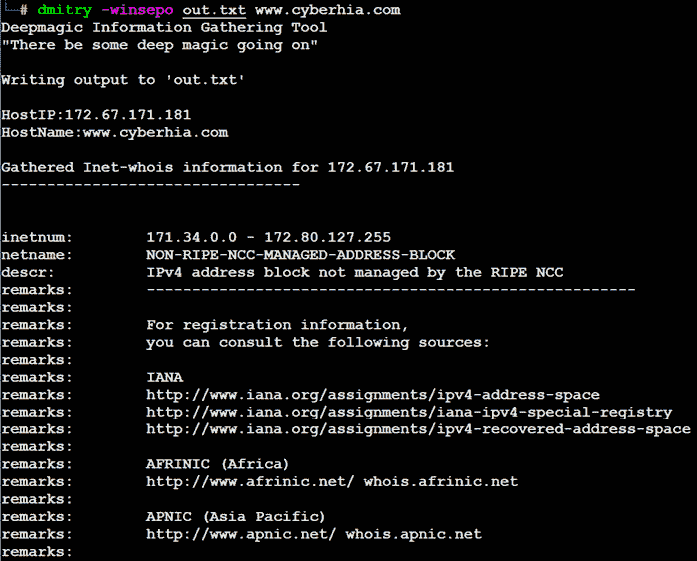 # dmitry -winsepo out.txt www.cyberhia.com
Deepmagic Information Gathering Tool
"There be some deep magic going on"
Writing output to 'out.txt'
HostIP:172.67.171.181
HostName:www.cyberhia.com
Gathered Inet-whois information for 172.67.171.181
---------------------------------
inetnum: 171.34.0.0 - 172.80.127.255
netname: NON-RIPE-NCC-MANAGED-ADDRESS-BLOCK
descr: IPv4 address block not managed by the RIPE NCC
remarks: ------------------------------------------------------
remarks:
remarks: For registration information,
remarks: you can consult the following sources:
remarks:
remarks: IANA
remarks: http://www.iana.org/assignments/ipv4-address-space
remarks: http://www.iana.org/assignments/iana-ipv4-special-registry
remarks: http://www.iana.org/assignments/ipv4-recovered-address-space
remarks:
remarks: AFRINIC (Africa)
remarks: http://www.afrinic.net/ whois.afrinic.net
remarks:
remarks: APNIC (Asia Pacific)
remarks: http://www.apnic.net/ whois.apnic.net
remarks: